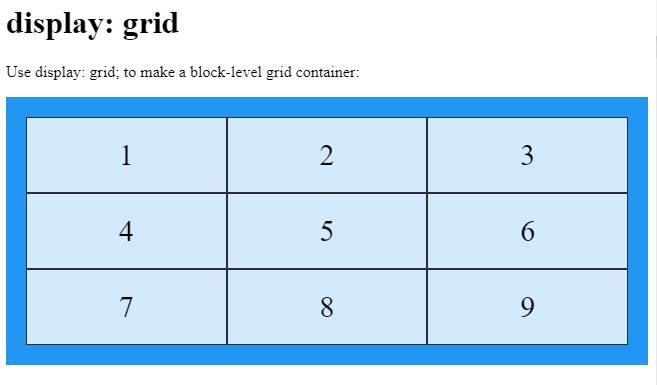 display: grid
Use display: grid; to make a block-level grid container:
1 2 3
4 5 6
7 8 9